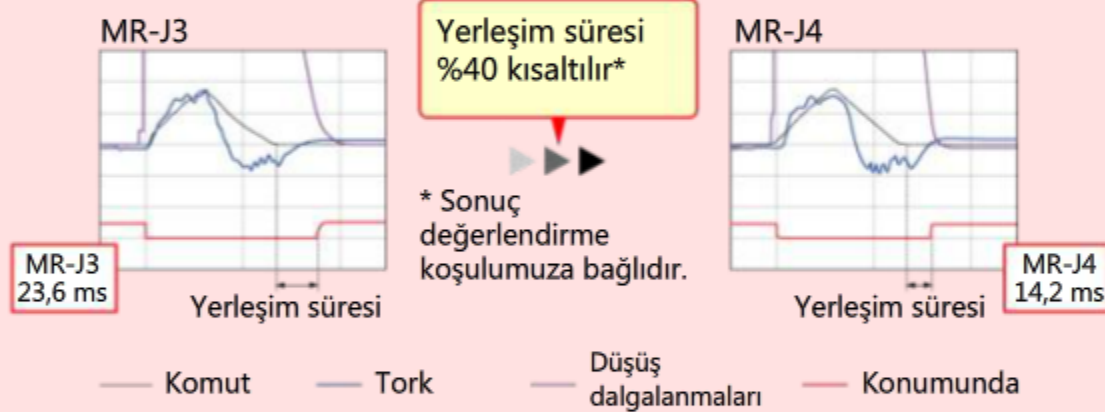 MR-J3
Yerleşim süresi
%40 kısaltılır*
MR-J4
* Sonuç
değerlendirme
koşulumuza bağlıdır.
MR-J3
23,6 ms
Yerleşim süresi
MR-J4
14,2 ms
Yerleşim süresi
Komut
Tork
Düşüş
dalgalanmaları
Konumunda